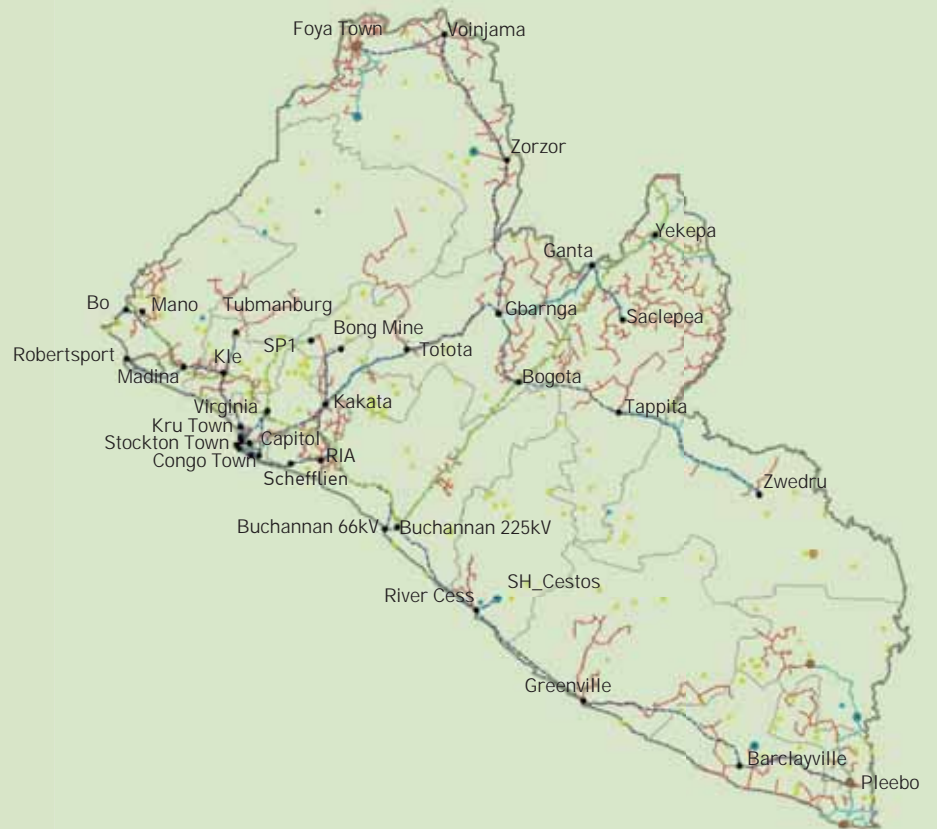 Foya Town
Voinjama
Zorzor
Yekepa
Ganta
Bo
Mano
Tubmanburg
Gbarnga
Saclepea
SP1
Bong Mine
Totota
Robertsport
Kle
Madina
Bogota
Virginia
Kakata
Tappita
Kru Town
Stockton Town
Capitol
Congo Town
RIA
Schefflien
Zwedru
Buchannan 66kV
Buchannan 225kV
SH_Cestos
River Cess
Greenville
Barclayville
Pleebo